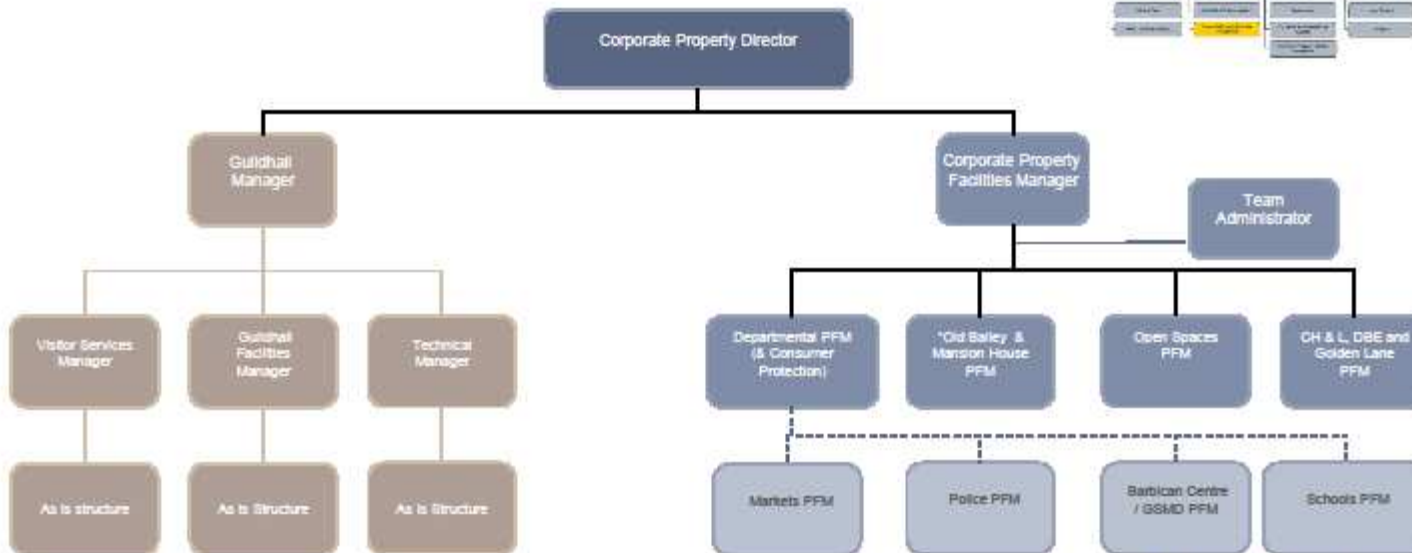 Corporate Property Director
Guildhall
Manager
Corporate Property
Facilities Manager
Team
Administrator
Visitor Services
Manager
Guildhall
Facilities
Manager
Technical
Manager
Departmental PFM
(& Consumer
Protection)
*Old Bailey &
Mansion House
PFM
Open Spaces
PFM
CH & L, DBE and
Golden Lane
PFM
As is structure
As is Structure
As is Structure
Markets PFM
Police PFM
Barbican Centre
/ GSMD PFM
Schools PFM